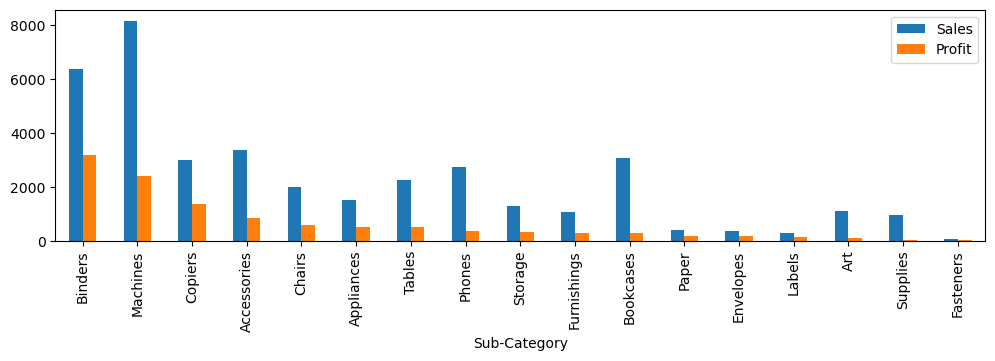 8000
6000
4000
2000
0
Sales
Profit
Binders
Machines
Copiers
Accessories
Chairs
Appliances
Tables
Phones
Storage
Furnishings
Bookcases
Paper
Envelopes
Labels
Art
Supplies
Fasteners
Sub-Category